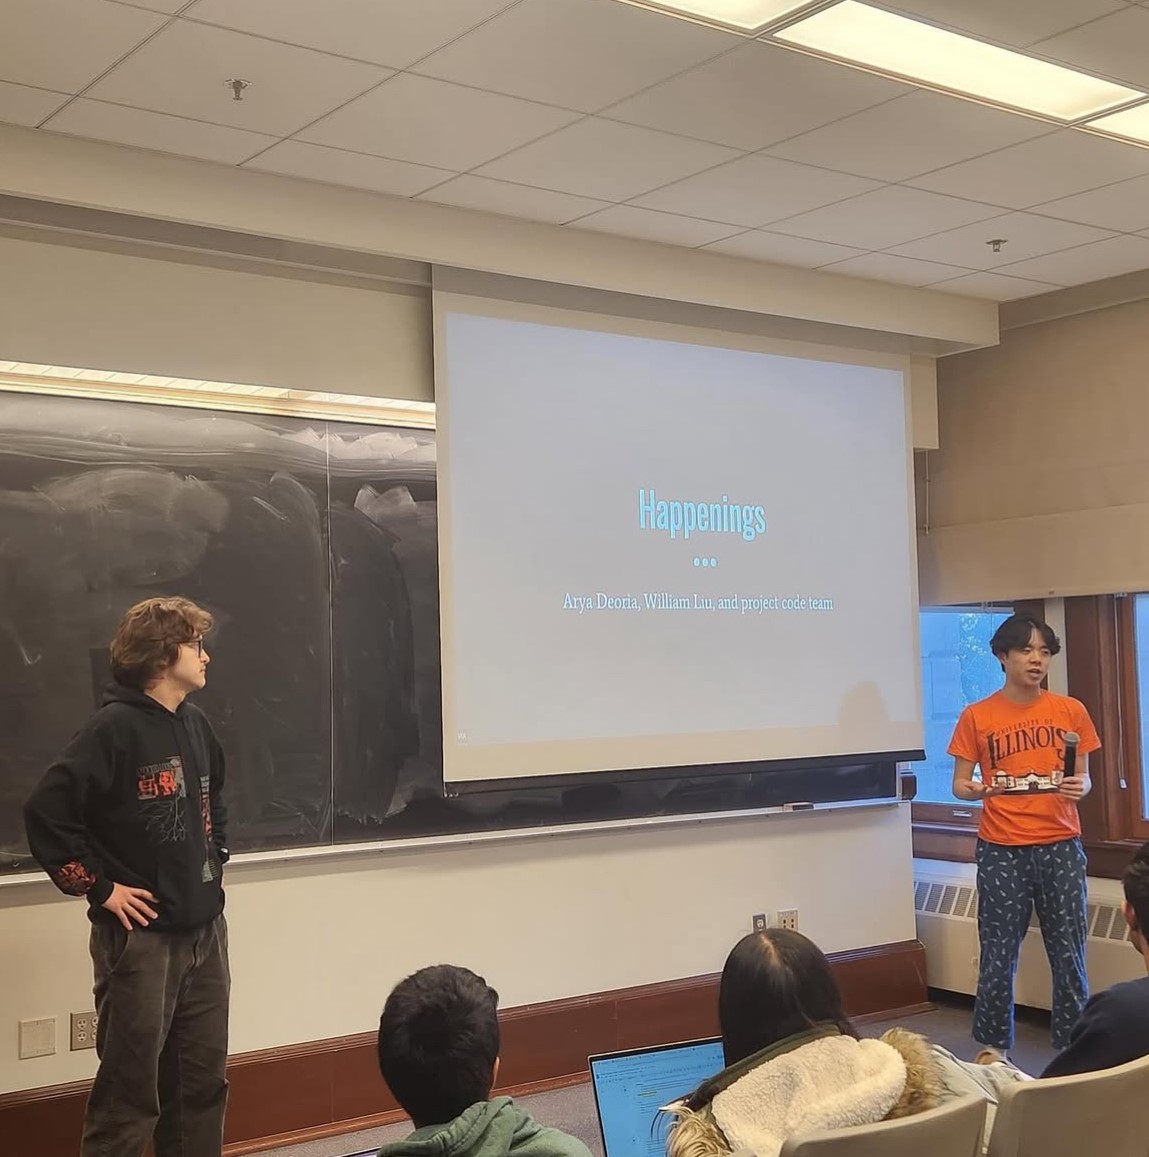 Happenings
Arya Deoria, William Liu, and project code team
UNIVERSITY OF
ILLINOIS